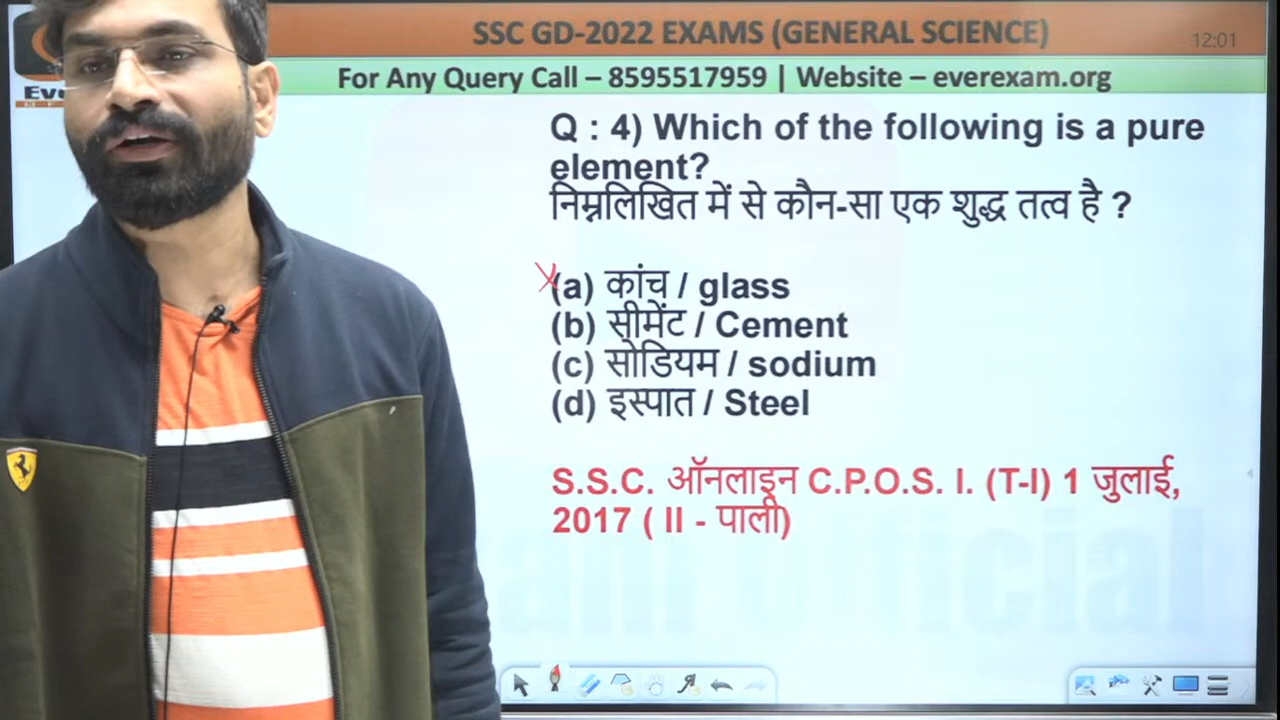 SSC GD-2022 EXAMS (GENERAL SCIENCE)
12:01
For Any Query Call – 8595517959 | Website – everexam.org
Q : 4) Which of the following is a pure
element?
निम्नलिखित में से कौन-सा एक शुद्ध तत्व है ?
(a) कांच / glass
(b) सीमेंट / Cement
(c) सोडियम / sodium
(d) इस्पात / Steel
S.S.C. ऑनलाइन C.P.O.S. I. (T-I) 1 जुलाई,
2017 ( II - पाली)